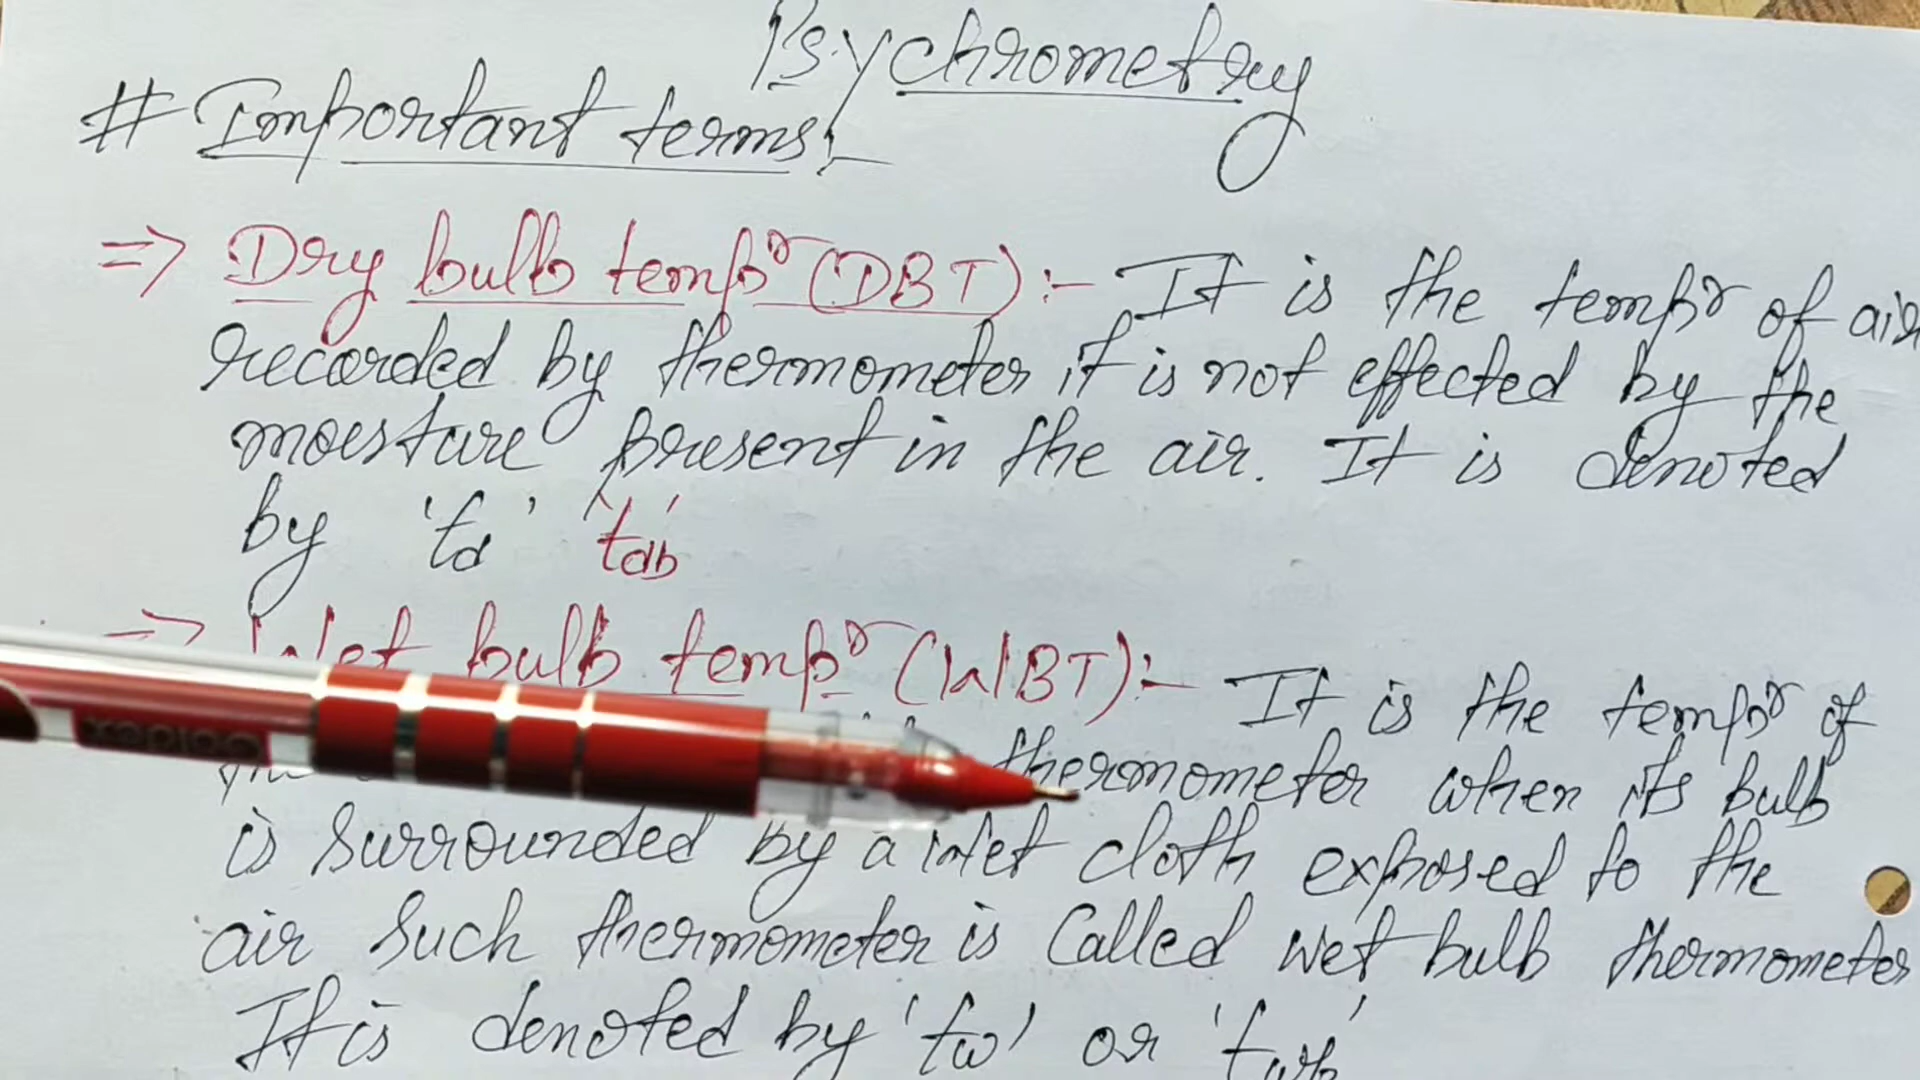 Psychrometry
# Important terms:-
=> Dry bulb tempr (DBT):- It is the tempr of air
recorded by thermometer it is not effected by the
moisture present in the air. It is denoted
by 'td' 'tdb'
=> Wet bulb tempr (WBT):- It is the tempr of
thermometer when its bulb
is surrounded by a wet cloth exposed to the
air such thermometer is called wet bulb thermometer
It is denoted by 'tw' or 'twb'